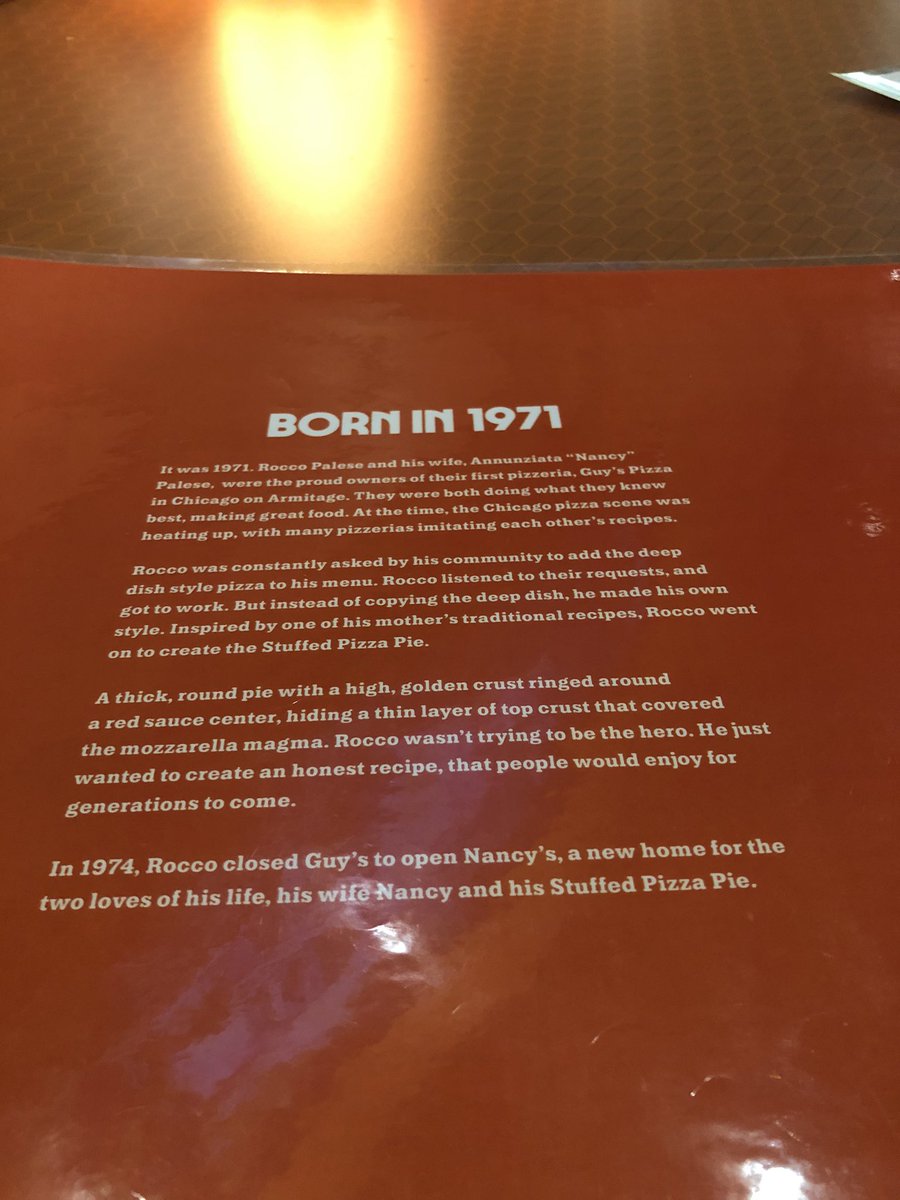 BORN IN 1971
It was 1971. Rocco Palese and his wife, Annunziata “Nancy”
Palese, were the proud owners of their first pizzeria, Guy’s Pizza
in Chicago on Armitage. They were both doing what they knew
best, making great food. At the time, the Chicago pizza scene was
heating up, with many pizzerias imitating each other’s recipes.
Rocco was constantly asked by his community to add the deep
dish style pizza to his menu. Rocco listened to their requests, and
got to work. But instead of copying the deep dish, he made his own
style. Inspired by one of his mother’s traditional recipes, Rocco went
on to create the Stuffed Pizza Pie.
A thick, round pie with a high, golden crust ringed around
a red sauce center, hiding a thin layer of top crust that covered
the mozzarella magma. Rocco wasn’t trying to be the hero. He just
wanted to create an honest recipe, that people would enjoy for
generations to come.
In 1974, Rocco closed Guy’s to open Nancy’s, a new home for the
two loves of his life, his wife Nancy and his Stuffed Pizza Pie.